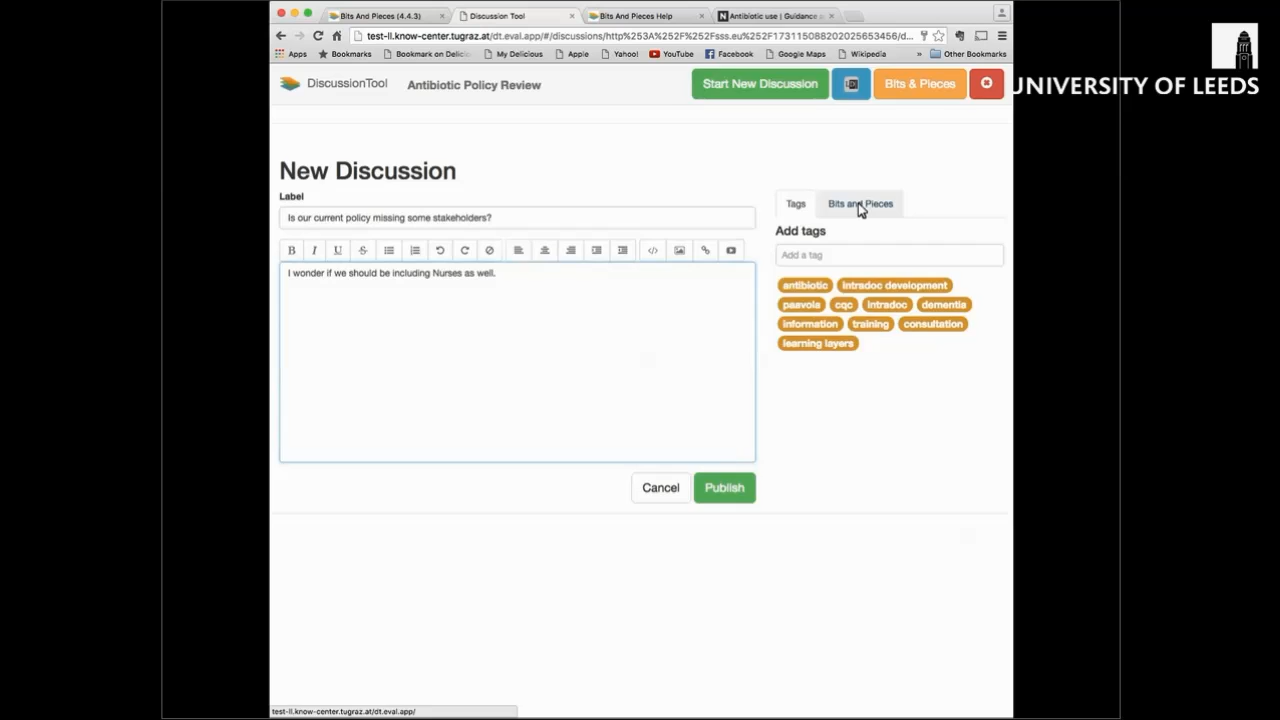 Bits And Pieces (4.4.3)
Discussion Tool
Bits And Pieces Help
Antibiotic use | Guidance
test-ll.know-center.tugraz.at/dt.eval.app/#/discussions/http%253A%252F%252Fsss.eu%252F17311508820202565​3456/d...
Apps
Bookmarks
Bookmark on Delicio
My Delicious
Apple
Yahoo!
YouTube
Facebook
Google Maps
Wikipedia
»
Other Bookmarks
DiscussionTool
Antibiotic Policy Review
Start New Discussion
Bits & Pieces
UNIVERSITY OF LEEDS
New Discussion
Label
Is our current policy missing some stakeholders?
B I U S
I wonder if we should be including Nurses as well.
Cancel
Publish
Tags
Bits and Pieces
Add tags
Add a tag
antibiotic intradoc development
paavola cqc intradoc dementia
information training consultation
learning layers
test-ll.know-center.tugraz.at/dt.eval.app/